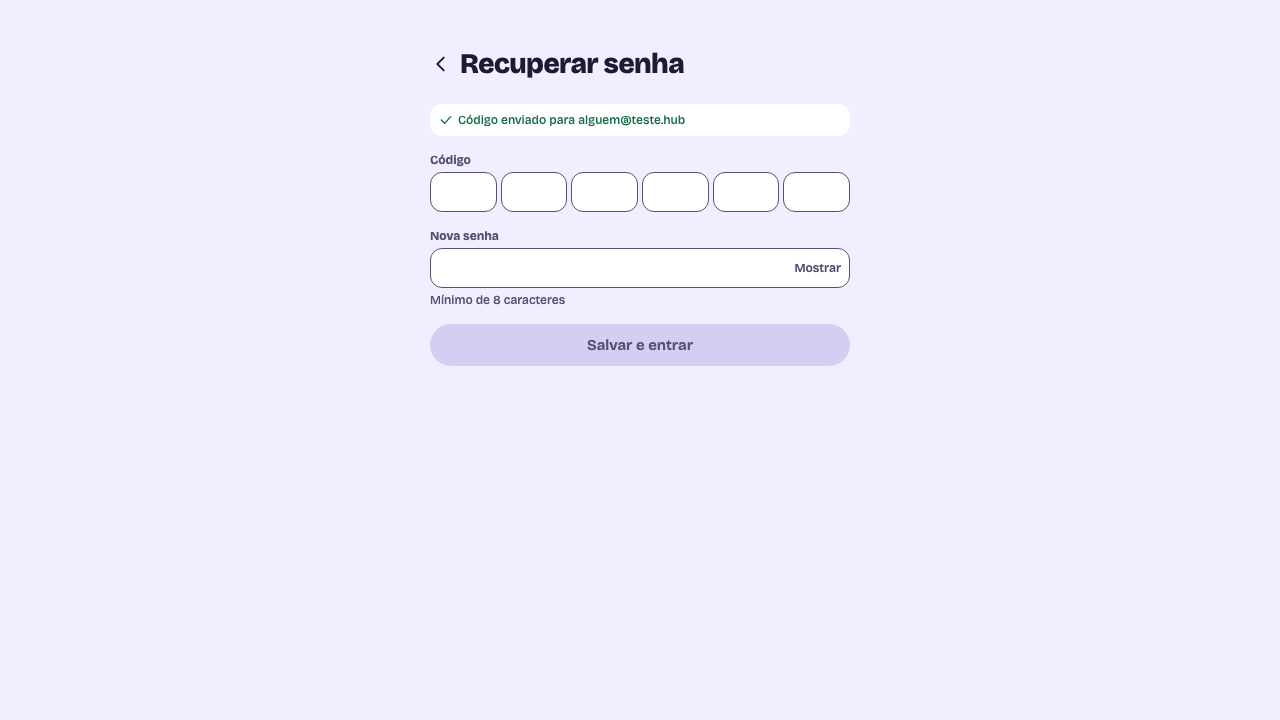 Recuperar senha
Código enviado para alguem@teste.hub
Código
Nova senha
Mostrar
Mínimo de 8 caracteres
Salvar e entrar